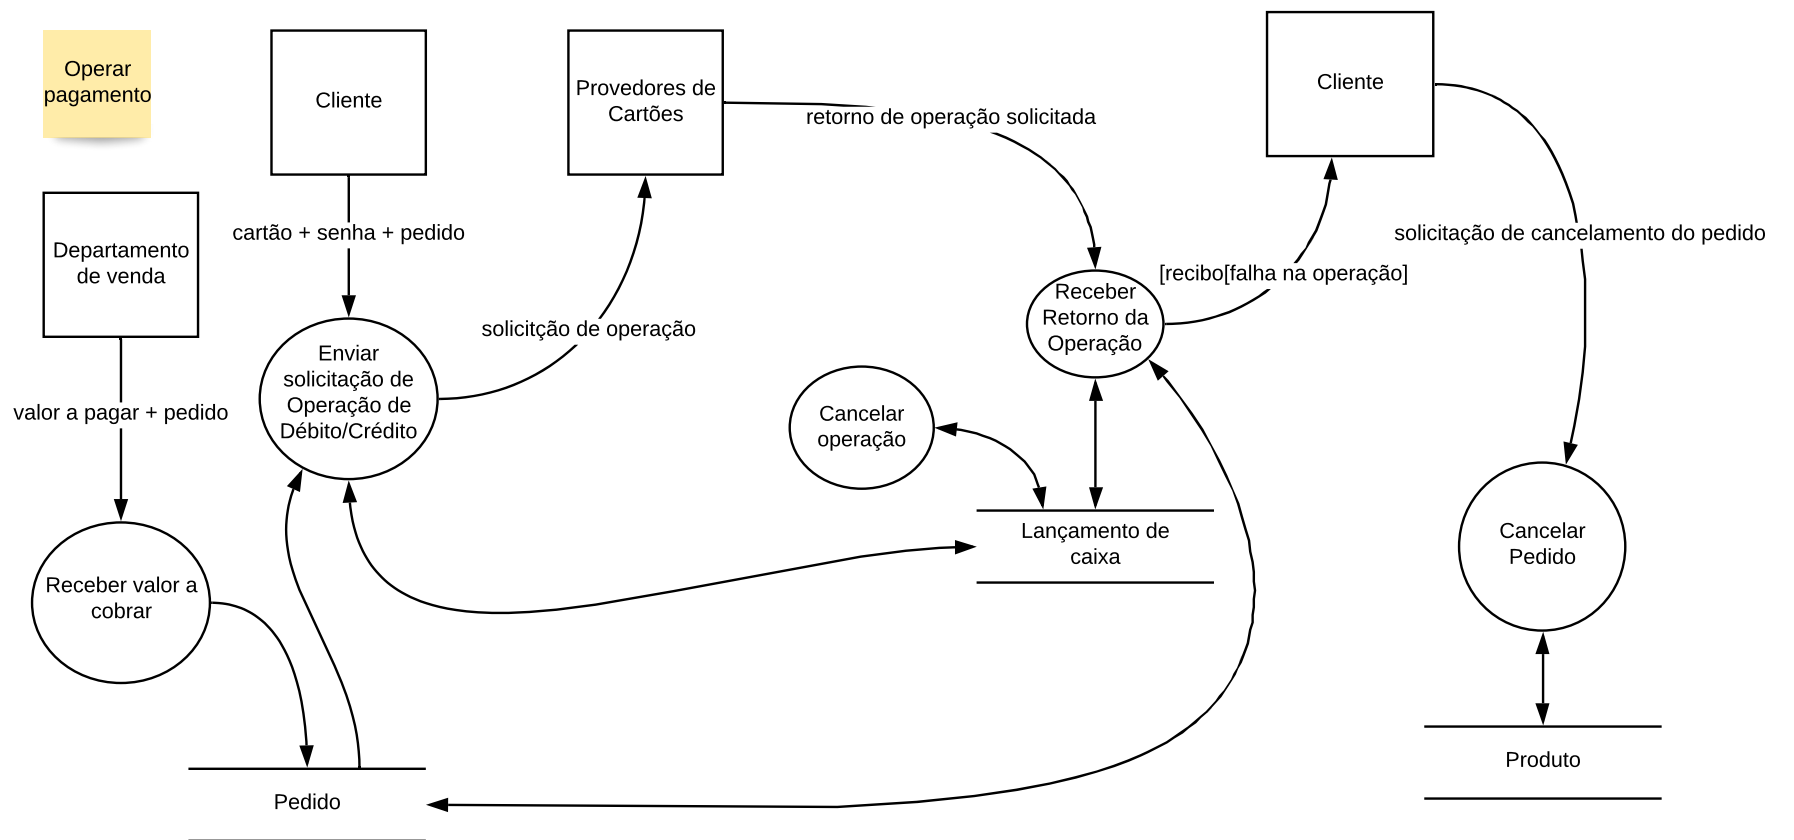 Operar
pagamento
Cliente
Provedores de
Cartões
Cliente
retorno de operação solicitada
Departamento
de venda
cartão + senha + pedido
solicitação de cancelamento do pedido
[recibo[falha na operação]
Receber
Retorno da
Operação
solicitção de operação
Enviar
solicitação de
Operação de
Débito/Crédito
valor a pagar + pedido
Cancelar
operação
Lançamento de
caixa
Cancelar
Pedido
Receber valor a
cobrar
Produto
Pedido